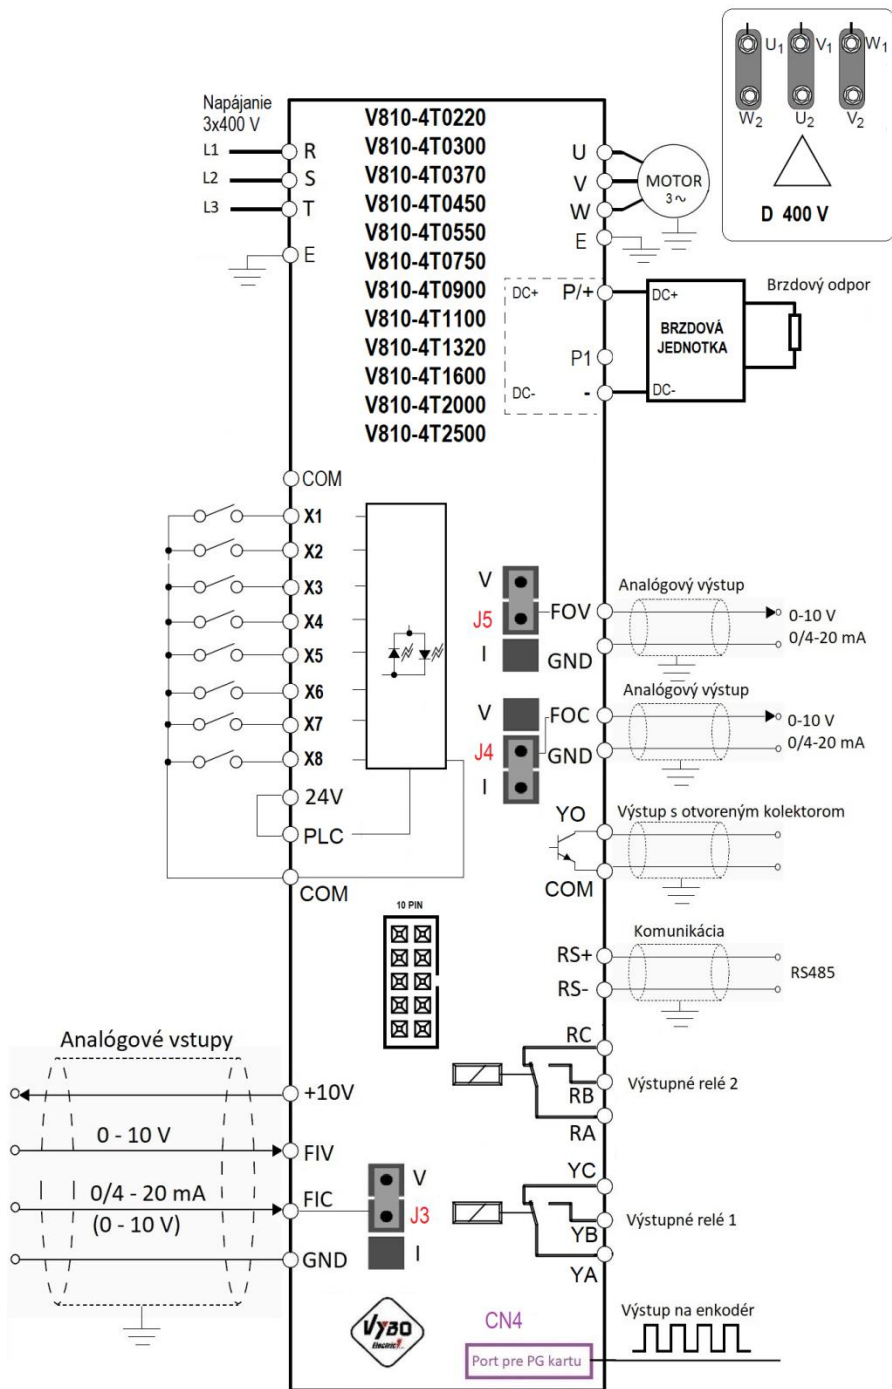 U1 V1 W1
W2 U2 V2
D 400 V
Napájanie
3x400 V
L1 R
L2 S
L3 T
E
V810-4T0220
V810-4T0300
V810-4T0370
V810-4T0450
V810-4T0550
V810-4T0750
V810-4T0900
V810-4T1100
V810-4T1320
V810-4T1600
V810-4T2000
V810-4T2500
U
V
W
E
MOTOR
3~
DC+ P/+
P1
DC- -
DC+
BRZDOVÁ
JEDNOTKA
DC-
Brzdový odpor
COM
X1
X2
X3
X4
X5
X6
X7
X8
24V
PLC
COM
V
J5
I
FOV
GND
Analógový výstup
0-10 V
0/4-20 mA
V
J4
I
FOC
GND
Analógový výstup
0-10 V
0/4-20 mA
YO
COM
Výstup s otvoreným kolektorom
10 PIN
RS+
RS-
Komunikácia
RS485
RC
RB
RA
Výstupné relé 2
YC
YB
YA
Výstupné relé 1
Analógové vstupy
+10V
0 - 10 V
FIV
0/4 - 20 mA
(0 - 10 V)
FIC
GND
V
J3
I
VYBO
Electric
CN4
Port pre PG kartu
Výstup na enkodér